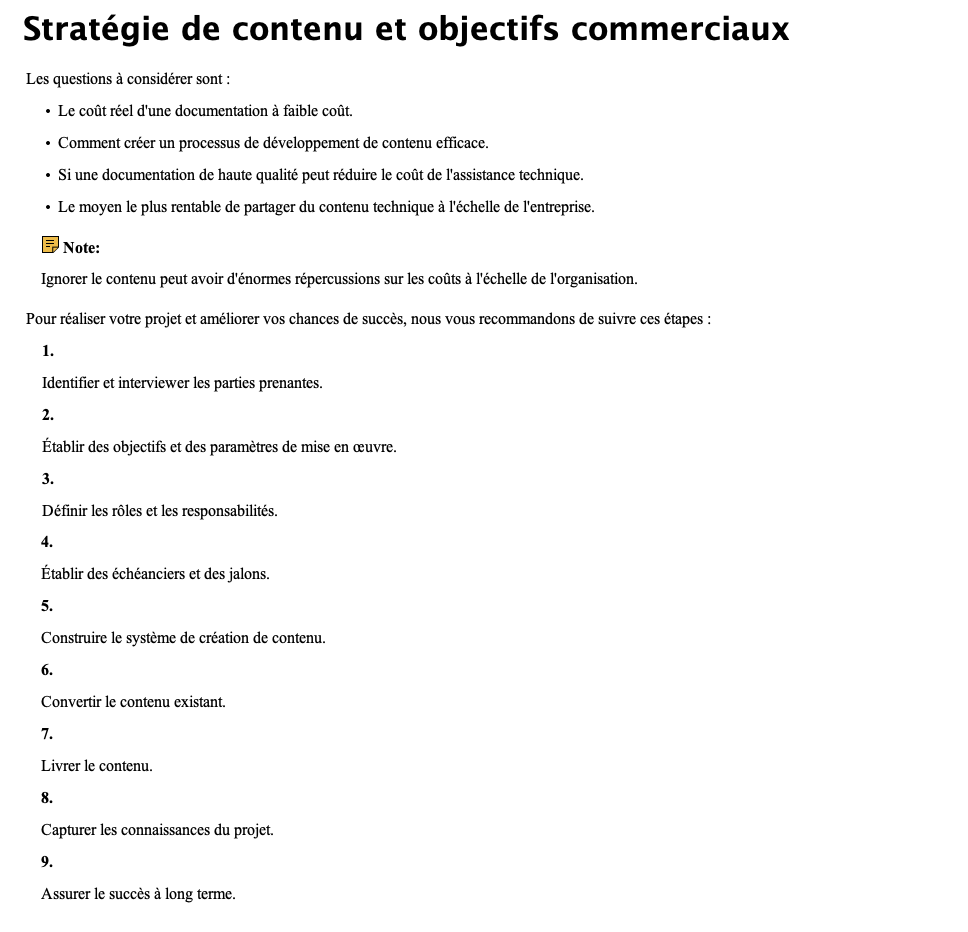 Stratégie de contenu et objectifs commerciaux
Les questions à considérer sont :
• Le coût réel d'une documentation à faible coût.
• Comment créer un processus de développement de contenu efficace.
• Si une documentation de haute qualité peut réduire le coût de l'assistance technique.
• Le moyen le plus rentable de partager du contenu technique à l'échelle de l'entreprise.
Note:
Ignorer le contenu peut avoir d'énormes répercussions sur les coûts à l'échelle de l'organisation.
Pour réaliser votre projet et améliorer vos chances de succès, nous vous recommandons de suivre ces étapes :
1.
Identifier et interviewer les parties prenantes.
2.
Établir des objectifs et des paramètres de mise en œuvre.
3.
Définir les rôles et les responsabilités.
4.
Établir des échéanciers et des jalons.
5.
Construire le système de création de contenu.
6.
Convertir le contenu existant.
7.
Livrer le contenu.
8.
Capturer les connaissances du projet.
9.
Assurer le succès à long terme.